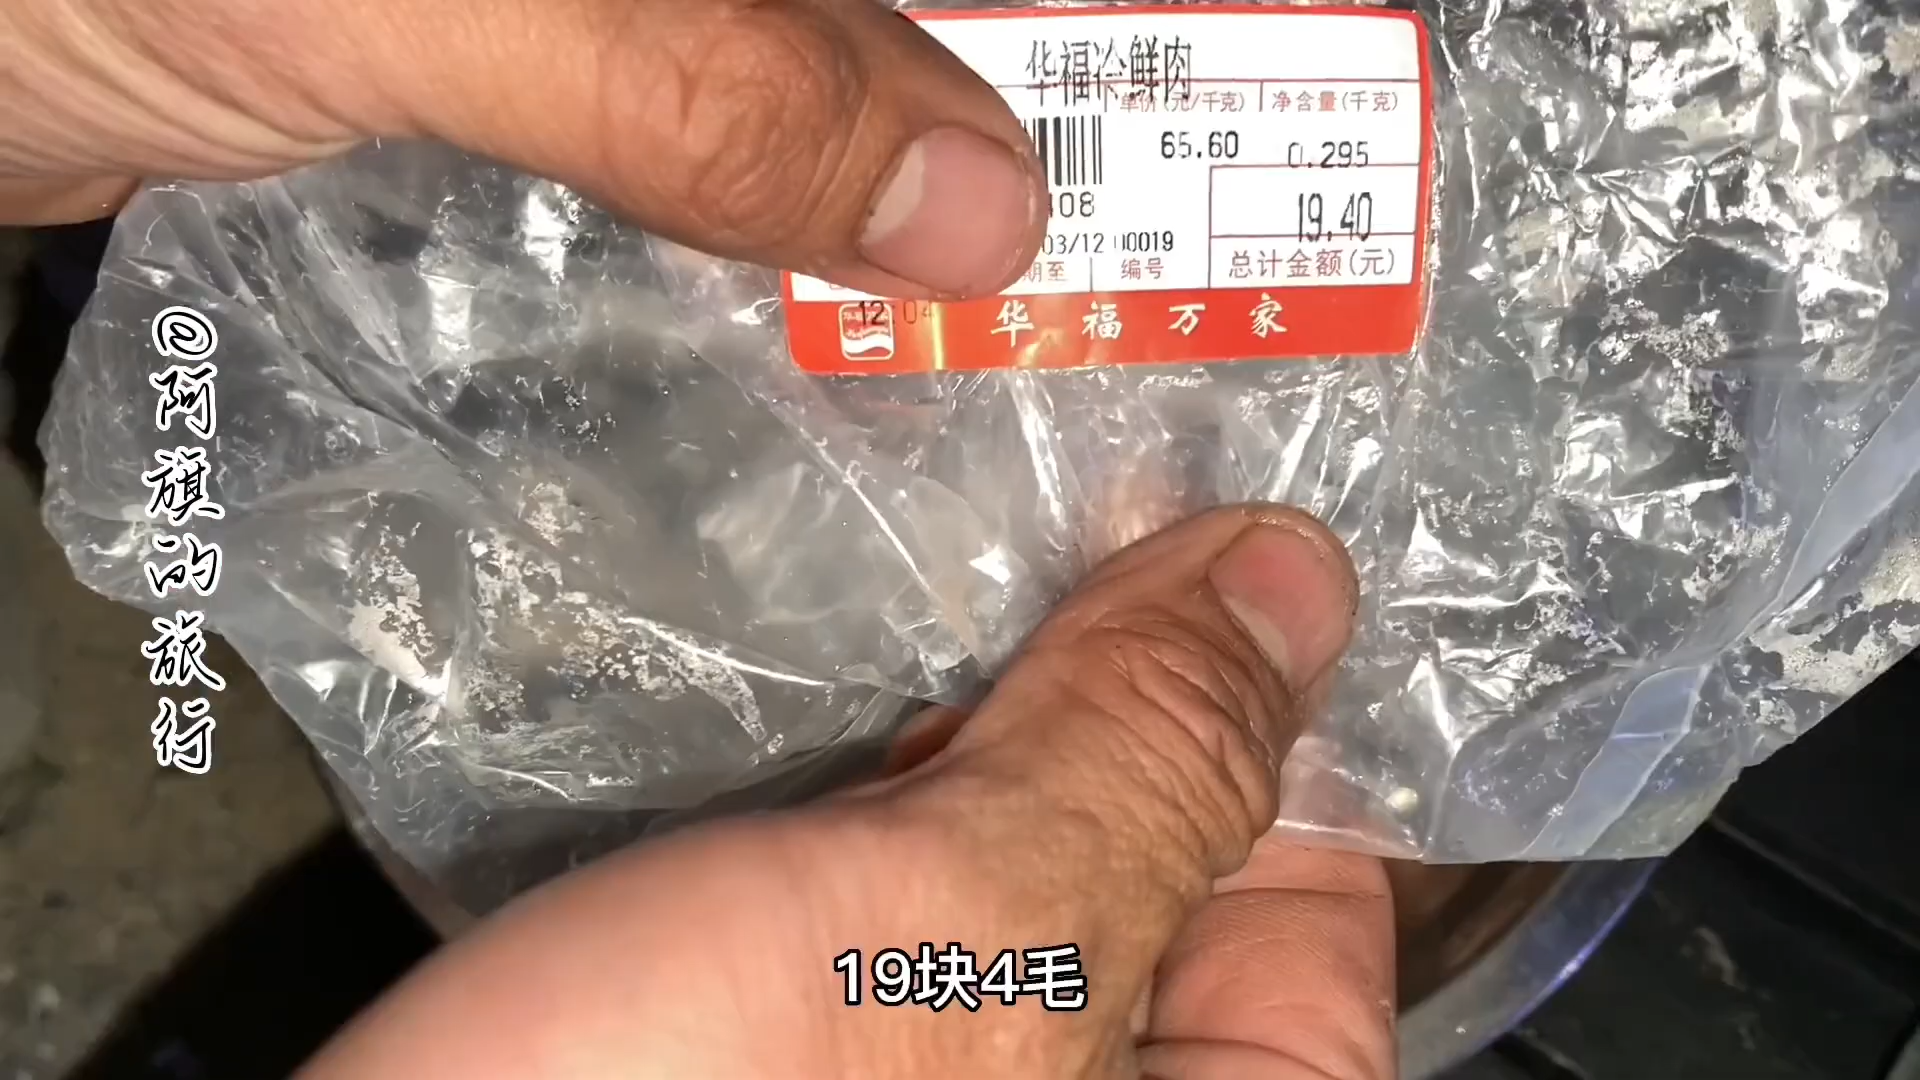 华福冷鲜肉
单价(元/千克) 净含量(千克)
65.60 0.295
408
19.40
03/12 00019
期至 编号 总计金额(元)
12:04
华福万家
@阿旗的旅行
19块4毛